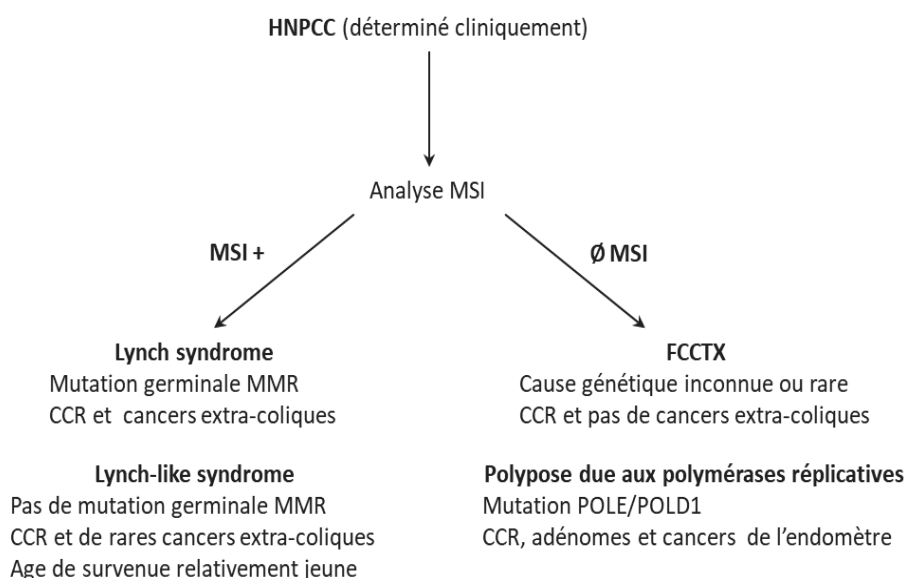 HNPCC (déterminé cliniquement)
Analyse MSI
MSI +
Ø MSI
Lynch syndrome
Mutation germinale MMR
CCR et cancers extra-coliques
FCCTX
Cause génétique inconnue ou rare
CCR et pas de cancers extra-coliques
Lynch-like syndrome
Pas de mutation germinale MMR
CCR et de rares cancers extra-coliques
Age de survenue relativement jeune
Polypose due aux polymérases réplicatives
Mutation POLE/POLD1
CCR, adénomes et cancers de l’endomètre